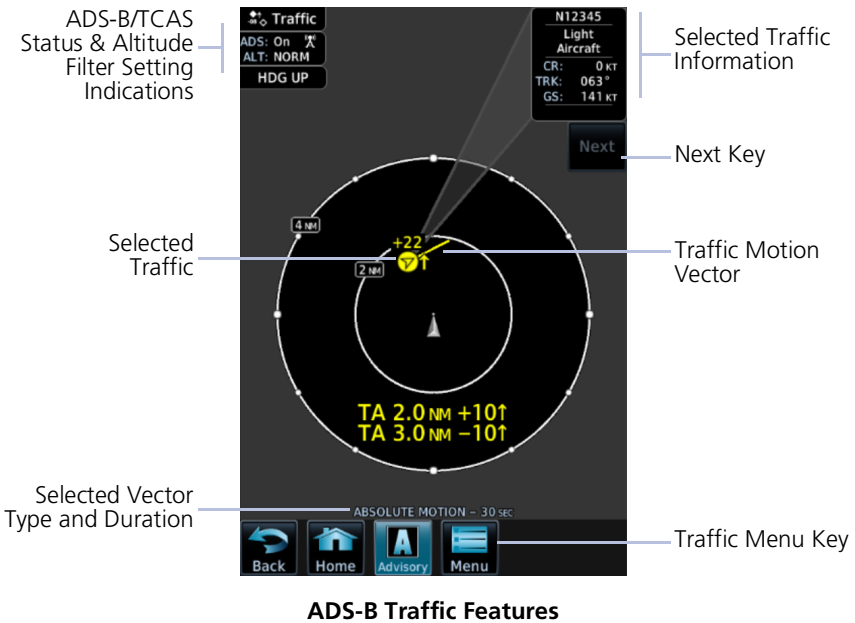 ADS-B/TCAS
Status & Altitude
Filter Setting
Indications
Traffic
ADS: On
ALT: NORM
HDG UP
N12345
Light
Aircraft
CR: 0 KT
TRK: 063°
GS: 141 KT
Selected Traffic
Information
Next
Next Key
4 NM
Selected
Traffic
+22
2 NM
Traffic Motion
Vector
TA 2.0 NM +10↑
TA 3.0 NM −10↑
Selected Vector
Type and Duration
ABSOLUTE MOTION – 30 SEC
Back
Home
A
Advisory
Menu
Traffic Menu Key
ADS-B Traffic Features